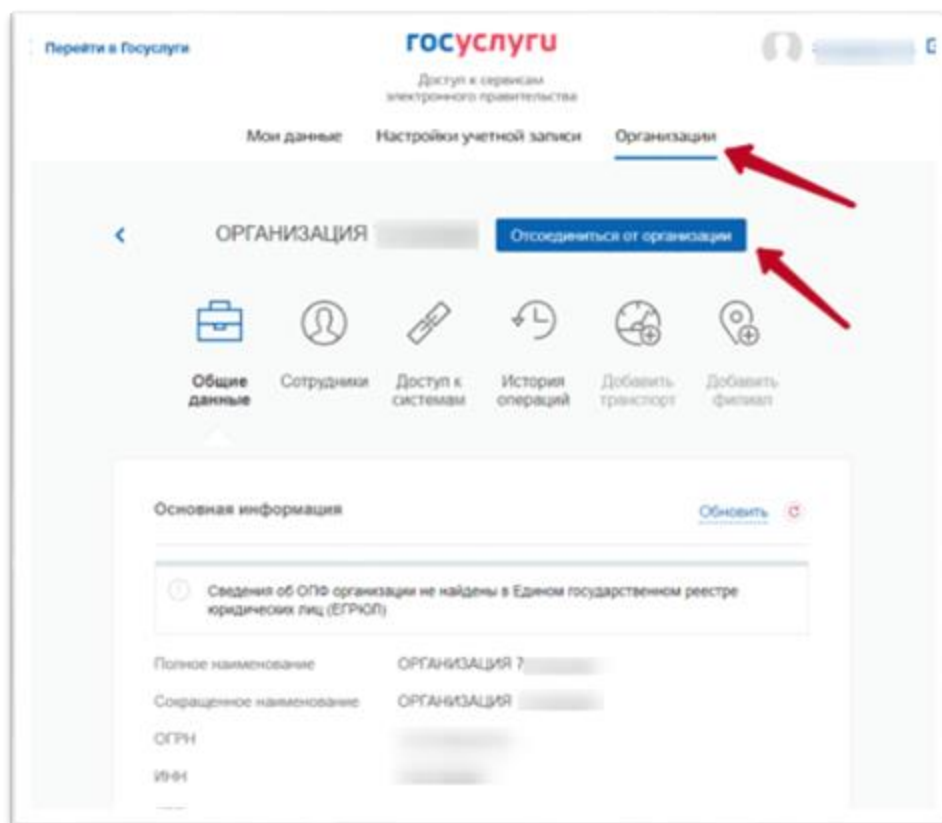 Перейти в Госуслуги
госуслуги
Доступ к сервисам
электронного правительства
Мои данные Настройки учетной записи Организации
ОРГАНИЗАЦИЯ
Отсоединиться от организации
Общие данные
Сотрудники
Доступ к системам
История операций
Добавить транспорт
Добавить филиал
Основная информация
Обновить
Сведения об ОПФ организации не найдены в Едином государственном реестре
юридических лиц (ЕГРЮЛ)
Полное наименование ОРГАНИЗАЦИЯ 7
Сокращенное наименование ОРГАНИЗАЦИЯ
ОГРН
ИНН